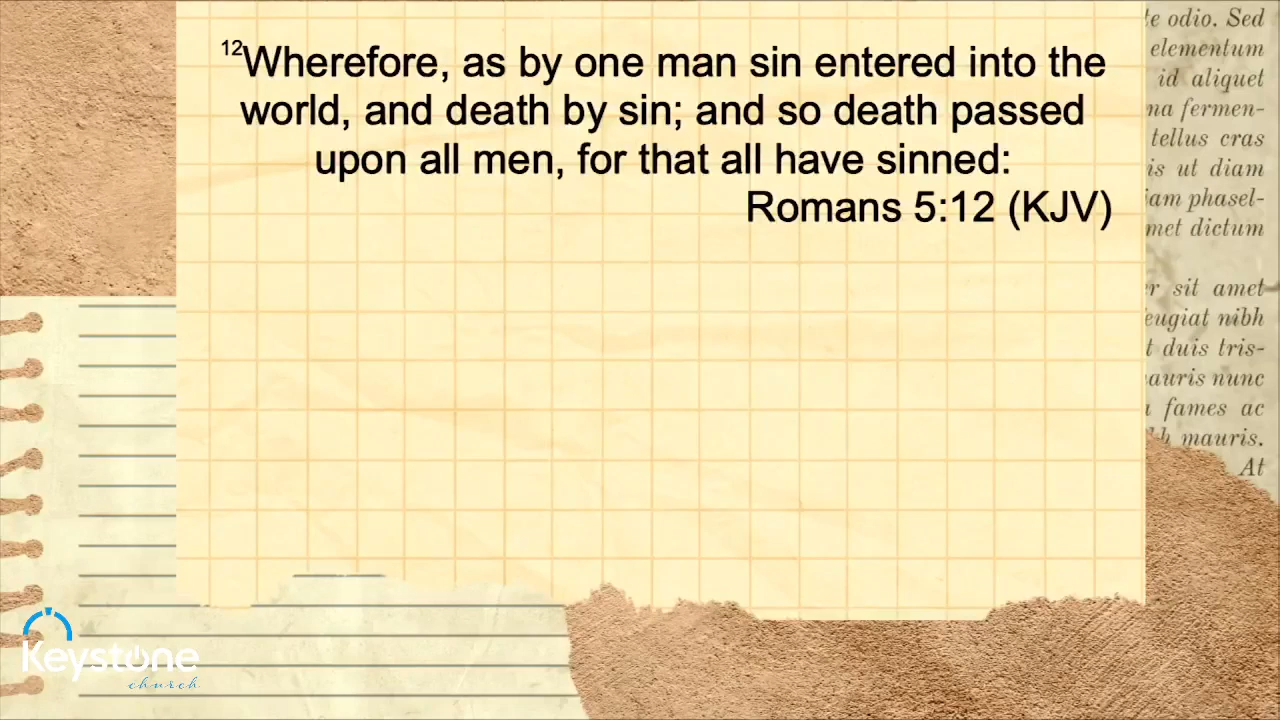 12Wherefore, as by one man sin entered into the
world, and death by sin; and so death passed
upon all men, for that all have sinned:
Romans 5:12 (KJV)
te odio. Sed
elementum
id aliquet
na fermen-
tellus cras
is ut diam
iam phasel-
met dictum
r sit amet
feugiat nibh
t duis tris-
mauris nunc
fames ac
mauris.
At
Keystone
church